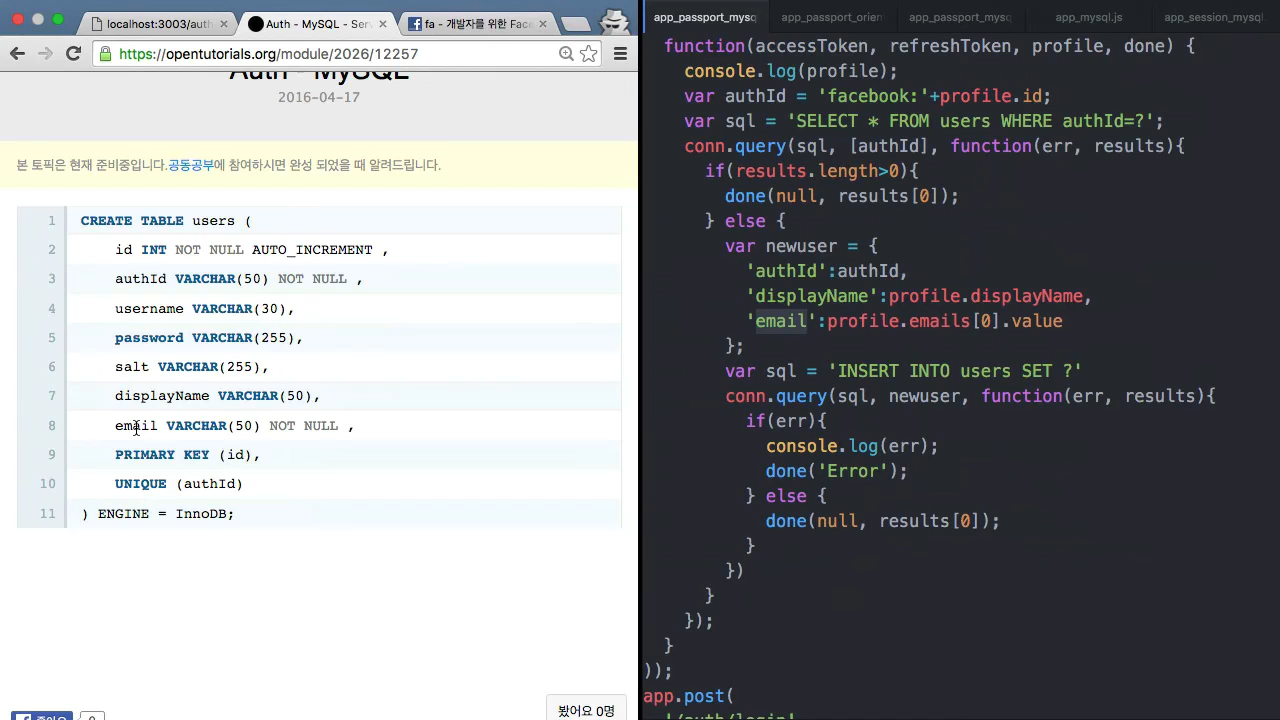 localhost:3003/auth
Auth - MySQL - Serv
fa - 개발자를 위한 Face
https://opentutorials.org/module/2026/12257
Auth - MySQL
2016-04-17
본 토픽은 현재 준비중입니다.공동공부에 참여하시면 완성 되었을 때 알려드립니다.
1 CREATE TABLE users (
2 id INT NOT NULL AUTO_INCREMENT ,
3 authId VARCHAR(50) NOT NULL ,
4 username VARCHAR(30),
5 password VARCHAR(255),
6 salt VARCHAR(255),
7 displayName VARCHAR(50),
8 email VARCHAR(50) NOT NULL ,
9 PRIMARY KEY (id),
10 UNIQUE (authId)
11 ) ENGINE = InnoDB;
좋아요 0
봤어요 0명
app_passport_mysq
app_passport_orien
app_passport_mysq
app_mysql.js
app_session_mysql.
function(accessToken, refreshToken, profile, done) {
console.log(profile);
var authId = 'facebook:'+profile.id;
var sql = 'SELECT * FROM users WHERE authId=?';
conn.query(sql, [authId], function(err, results){
if(results.length>0){
done(null, results[0]);
} else {
var newuser = {
'authId':authId,
'displayName':profile.displayName,
'email':profile.emails[0].value
};
var sql = 'INSERT INTO users SET ?'
conn.query(sql, newuser, function(err, results){
if(err){
console.log(err);
done('Error');
} else {
done(null, results[0]);
}
})
}
});
}
));
app.post(
'/auth/login'